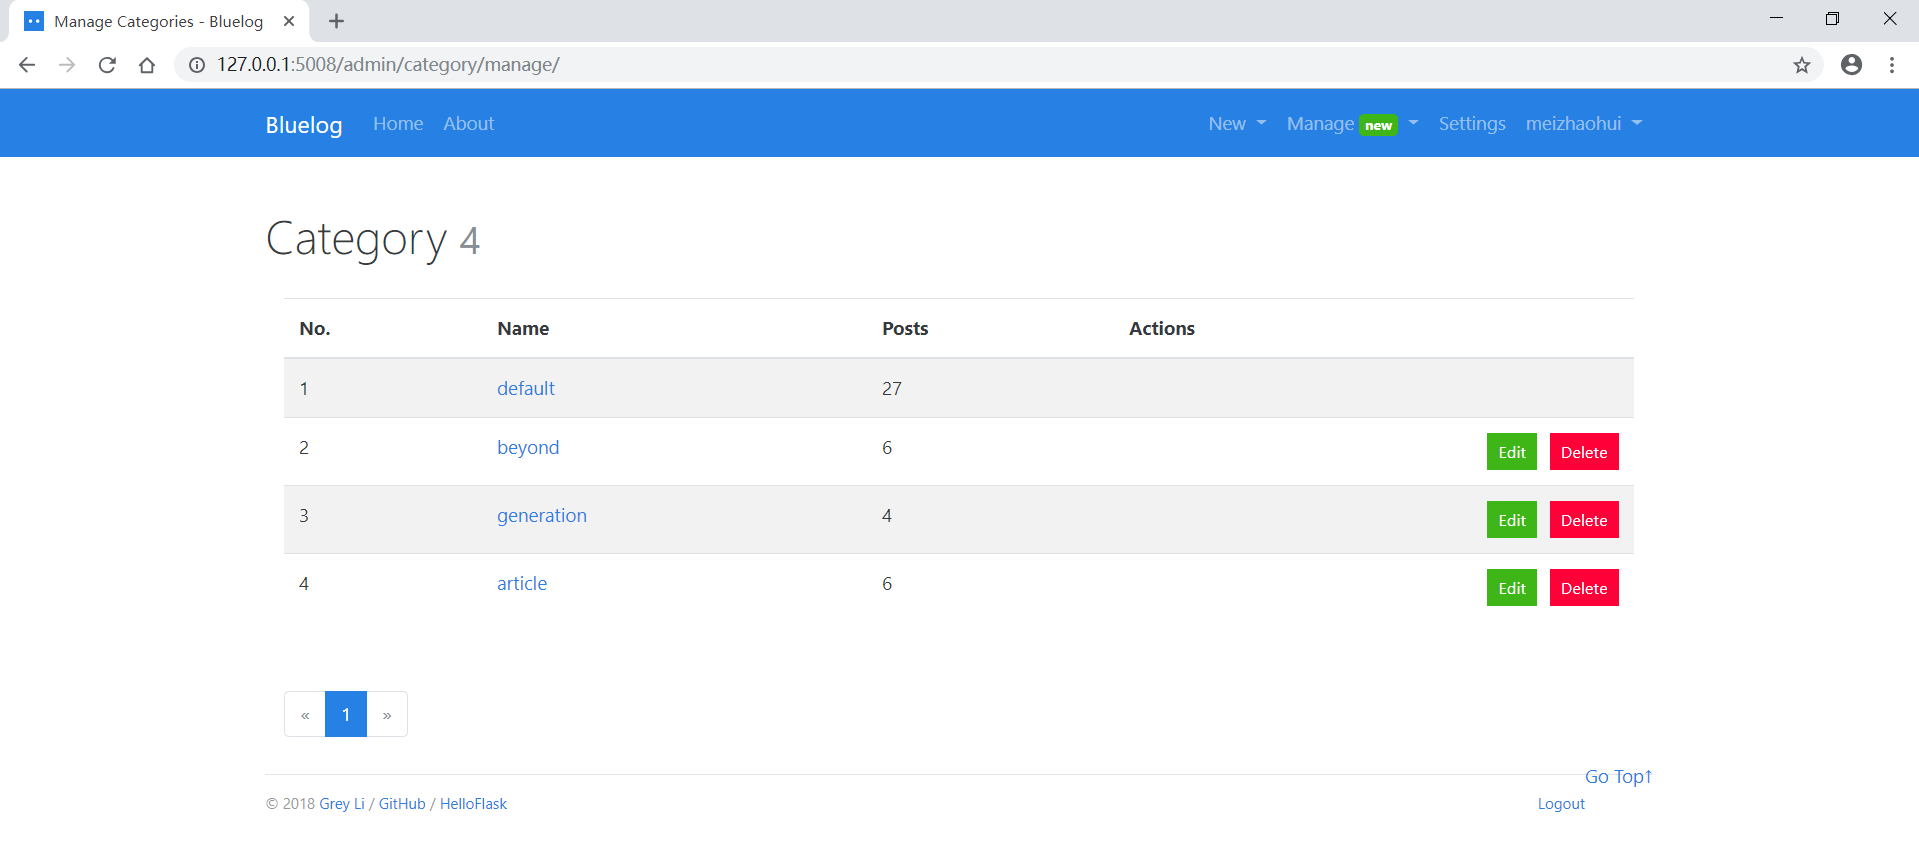 Manage Categories - Bluelog
127.0.0.1:5008/admin/category/manage/
Bluelog Home About New Manage new Settings meizhaohui
Category 4
No. Name Posts Actions
1 default 27
2 beyond 6 Edit Delete
3 generation 4 Edit Delete
4 article 6 Edit Delete
« 1 »
Go Top↑
© 2018 Grey Li / GitHub / HelloFlask Logout